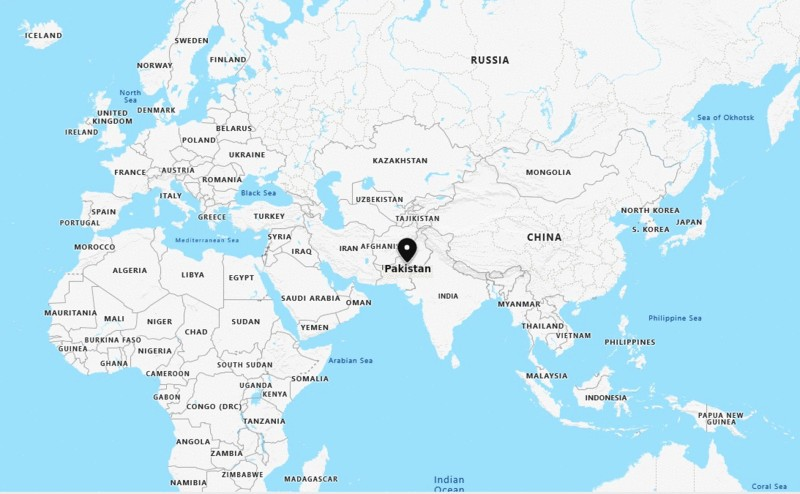 ICELAND
SWEDEN
FINLAND
NORWAY
RUSSIA
North
Sea
DENMARK
UNITED
KINGDOM
IRELAND
Sea of Okhotsk
BELARUS
POLAND
UKRAINE
KAZAKHSTAN
FRANCE
AUSTRIA
ROMANIA
MONGOLIA
ITALY
Black Sea
UZBEKISTAN
SPAIN
PORTUGAL
GREECE
TURKEY
TAJIKISTAN
NORTH KOREA
JAPAN
S. KOREA
Mediterranean Sea
SYRIA
CHINA
MOROCCO
IRAQ
IRAN
AFGHANIS
ALGERIA
LIBYA
EGYPT
Pakistan
SAUDI ARABIA
OMAN
INDIA
MYANMAR
MAURITANIA
MALI
NIGER
CHAD
SUDAN
YEMEN
THAILAND
VIETNAM
Philippine Sea
BURKINA FASO
GUINEA
NIGERIA
PHILIPPINES
GHANA
SOUTH SUDAN
Arabian Sea
CAMEROON
SOMALIA
MALAYSIA
UGANDA
KENYA
GABON
CONGO (DRC)
INDONESIA
TANZANIA
PAPUA NEW
GUINEA
ANGOLA
ZAMBIA
ZIMBABWE
MADAGASCAR
NAMIBIA
Indian
Ocean
Coral Sea